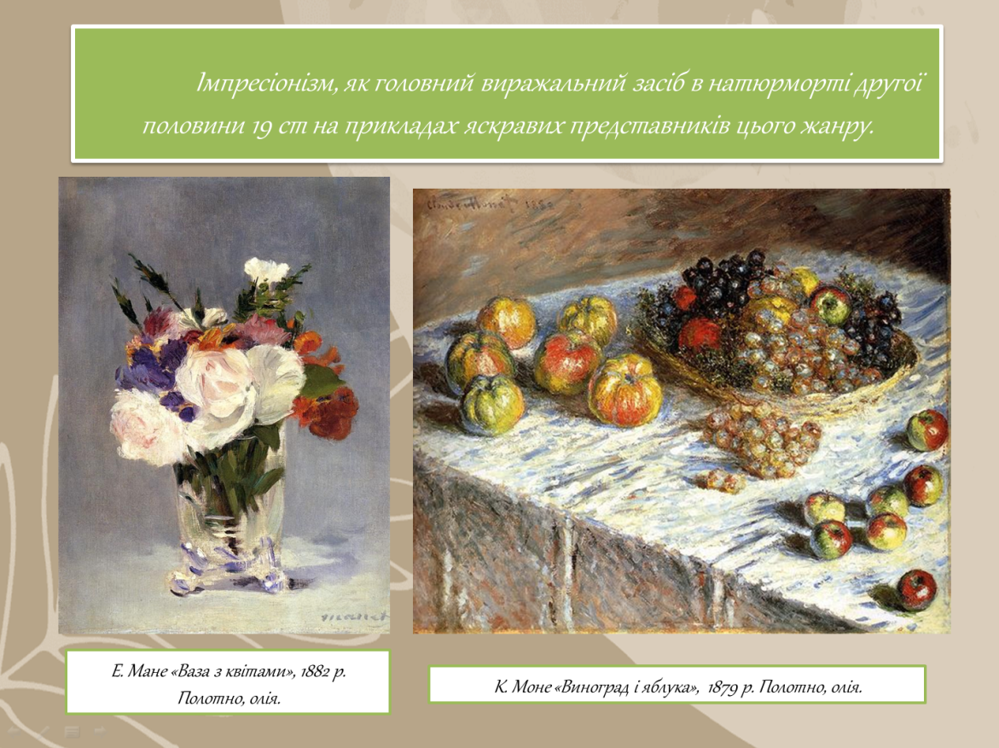 Імпресіонізм, як головний виражальний засіб в натюрморті другої
половини 19 ст на прикладах яскравих представників цього жанру.
Claude Monet 1880
manet
Е. Мане «Ваза з квітами», 1882 р.
Полотно, олія.
К. Моне «Виноград і яблука», 1879 р. Полотно, олія.